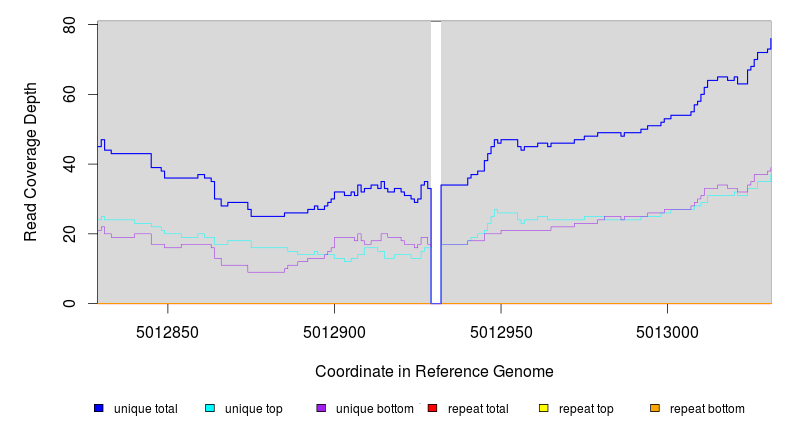 80
60
40
20
0
Read Coverage Depth
5012850 5012900 5012950 5013000
Coordinate in Reference Genome
unique total unique top unique bottom repeat total repeat top repeat bottom